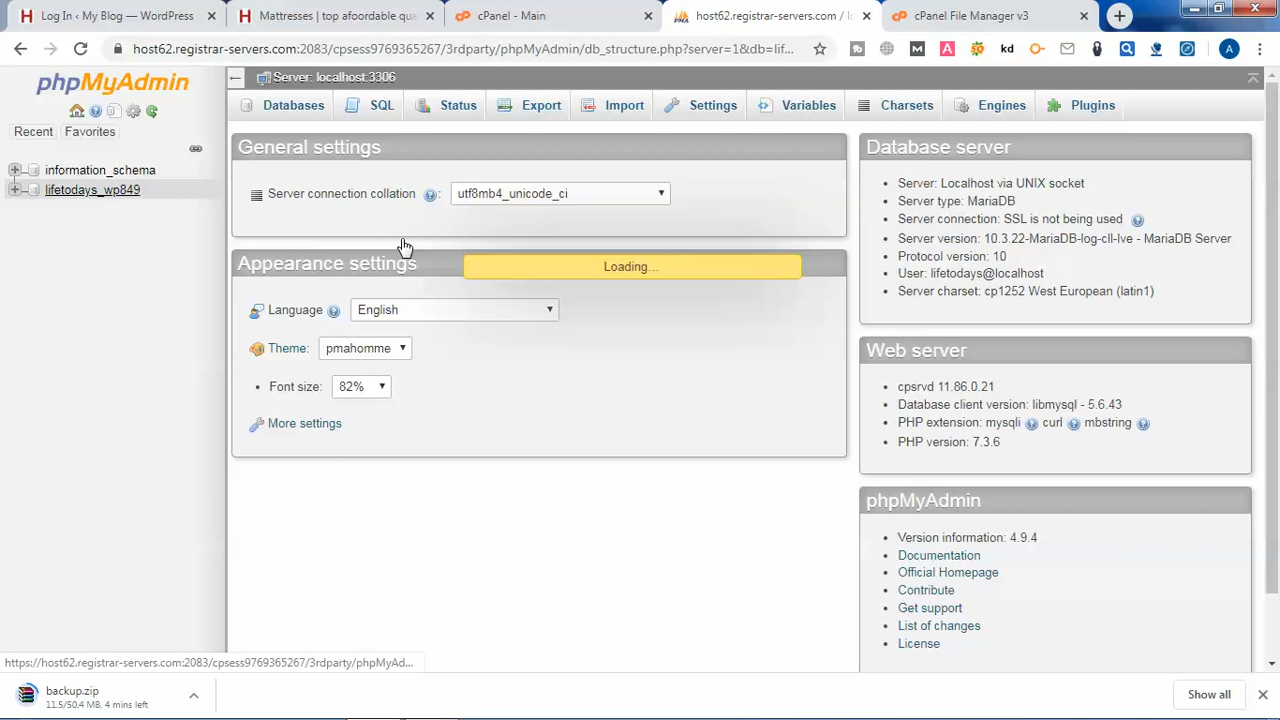 Log In ‹ My Blog — WordPress
Mattresses | top afoordable qua
cPanel - Main
host62.registrar-servers.com / lo
cPanel File Manager v3
host62.registrar-servers.com:2083/cpsess9769365267/3rdparty/phpMyAdmin/db_structure.php?server=1&db=lif...
M
A
kd
A
phpMyAdmin
Recent
Favorites
information_schema
lifetodays_wp849
Server: localhost:3306
Databases
SQL
Status
Export
Import
Settings
Variables
Charsets
Engines
Plugins
General settings
Server connection collation
:
utf8mb4_unicode_ci
Appearance settings
Loading...
Language
English
Theme:
pmahomme
• Font size:
82%
More settings
Database server
• Server: Localhost via UNIX socket
• Server type: MariaDB
• Server connection: SSL is not being used
• Server version: 10.3.22-MariaDB-log-cll-lve - MariaDB Server
• Protocol version: 10
• User: lifetodays@localhost
• Server charset: cp1252 West European (latin1)
Web server
• cpsrvd 11.86.0.21
• Database client version: libmysql - 5.6.43
• PHP extension: mysqli curl mbstring
• PHP version: 7.3.6
phpMyAdmin
• Version information: 4.9.4
• Documentation
• Official Homepage
• Contribute
• Get support
• List of changes
• License
https://host62.registrar-servers.com:2083/cpsess9769365267/3rdparty/phpMyAd...
backup.zip
11.5/50.4 MB, 4 mins left
Show all